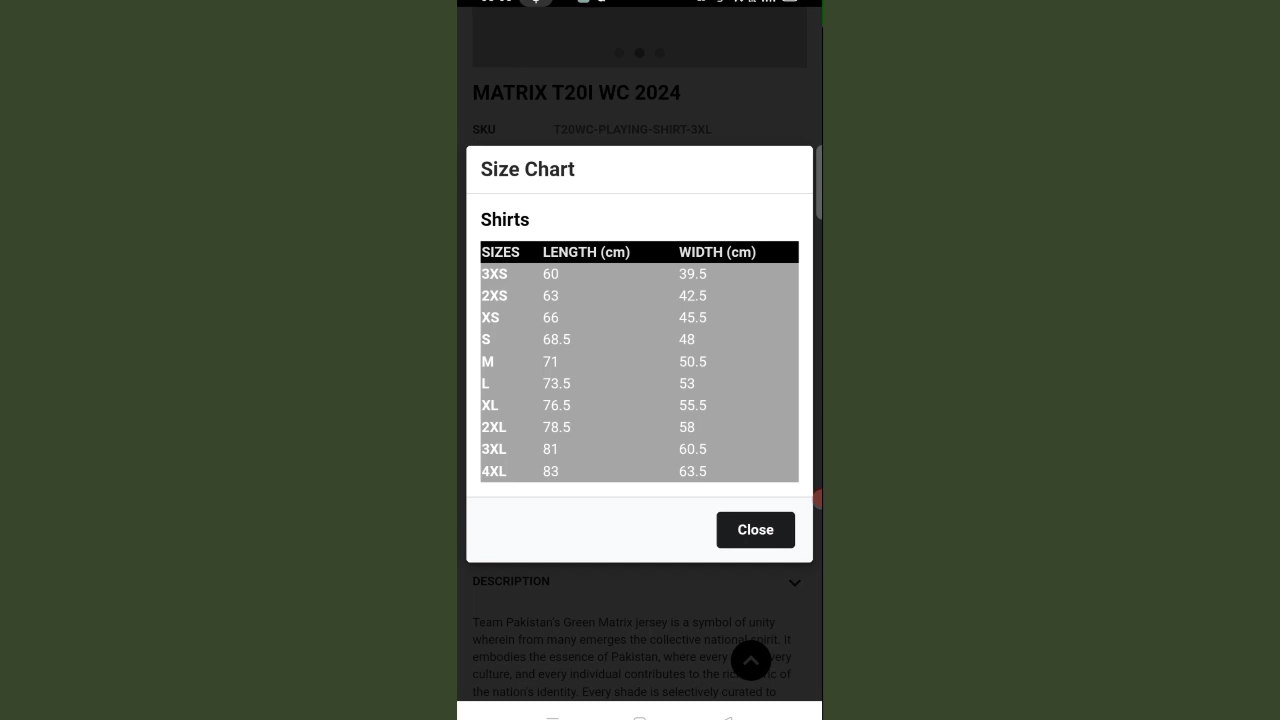 MATRIX T20I WC 2024
SKU T20WC-PLAYING-SHIRT-3XL
Size Chart
Shirts
SIZES LENGTH (cm) WIDTH (cm)
3XS 60 39.5
2XS 63 42.5
XS 66 45.5
S 68.5 48
M 71 50.5
L 73.5 53
XL 76.5 55.5
2XL 78.5 58
3XL 81 60.5
4XL 83 63.5
Close
DESCRIPTION
Team Pakistan's Green Matrix jersey is a symbol of unity
wherein from many emerges the collective national spirit. It
embodies the essence of Pakistan, where every
culture, and every individual contributes to the of
the nation's identity. Every shade is selectively curated to